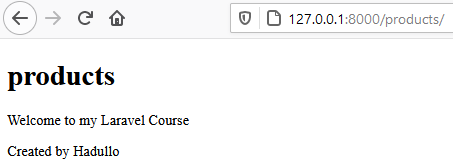 127.0.0.1:8000/products/
products
Welcome to my Laravel Course
Created by Hadullo